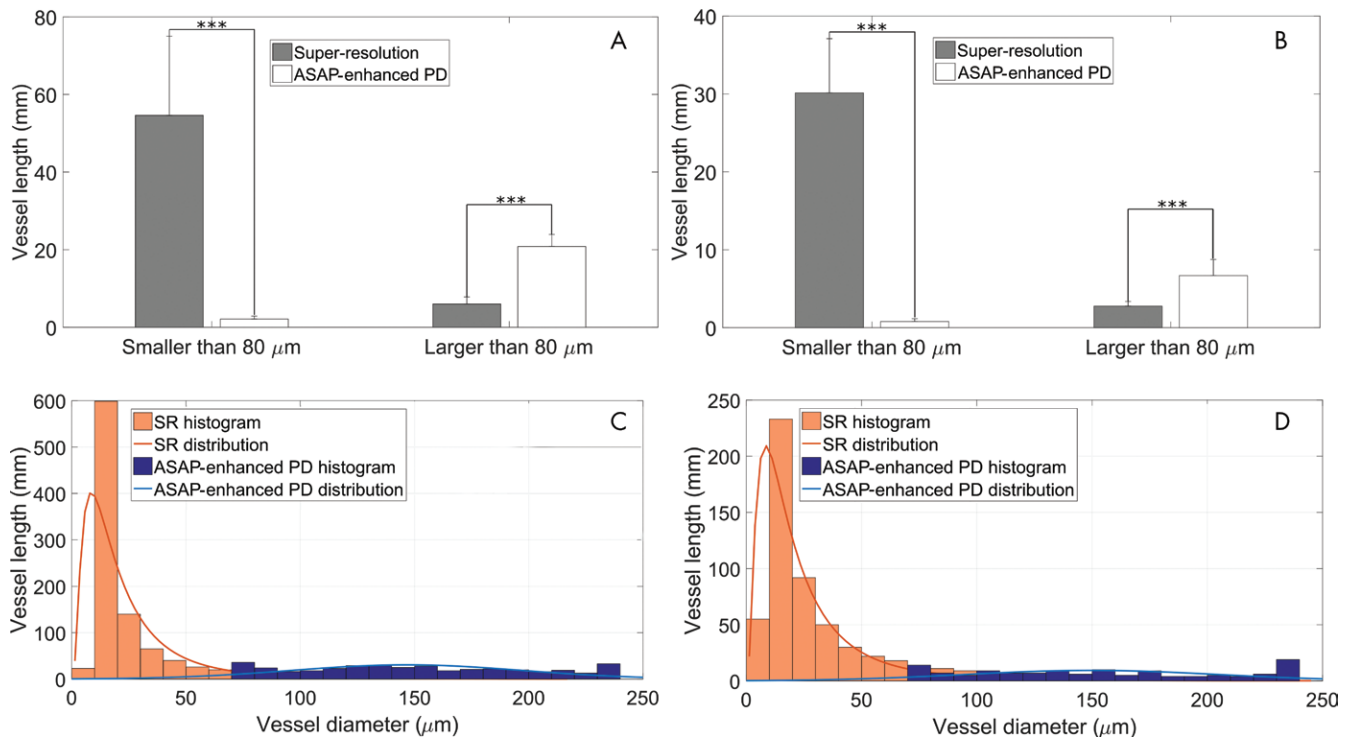 A
80
60
40
20
0
Vessel length (mm)
***
***
Super-resolution
ASAP-enhanced PD
Smaller than 80 μm
Larger than 80 μm
B
40
30
20
10
0
Vessel length (mm)
***
***
Super-resolution
ASAP-enhanced PD
Smaller than 80 μm
Larger than 80 μm
C
600
500
400
300
200
100
0
Vessel length (mm)
SR histogram
SR distribution
ASAP-enhanced PD histogram
ASAP-enhanced PD distribution
0 50 100 150 200 250
Vessel diameter (μm)
D
250
200
150
100
50
0
Vessel length (mm)
SR histogram
SR distribution
ASAP-enhanced PD histogram
ASAP-enhanced PD distribution
0 50 100 150 200 250
Vessel diameter (μm)